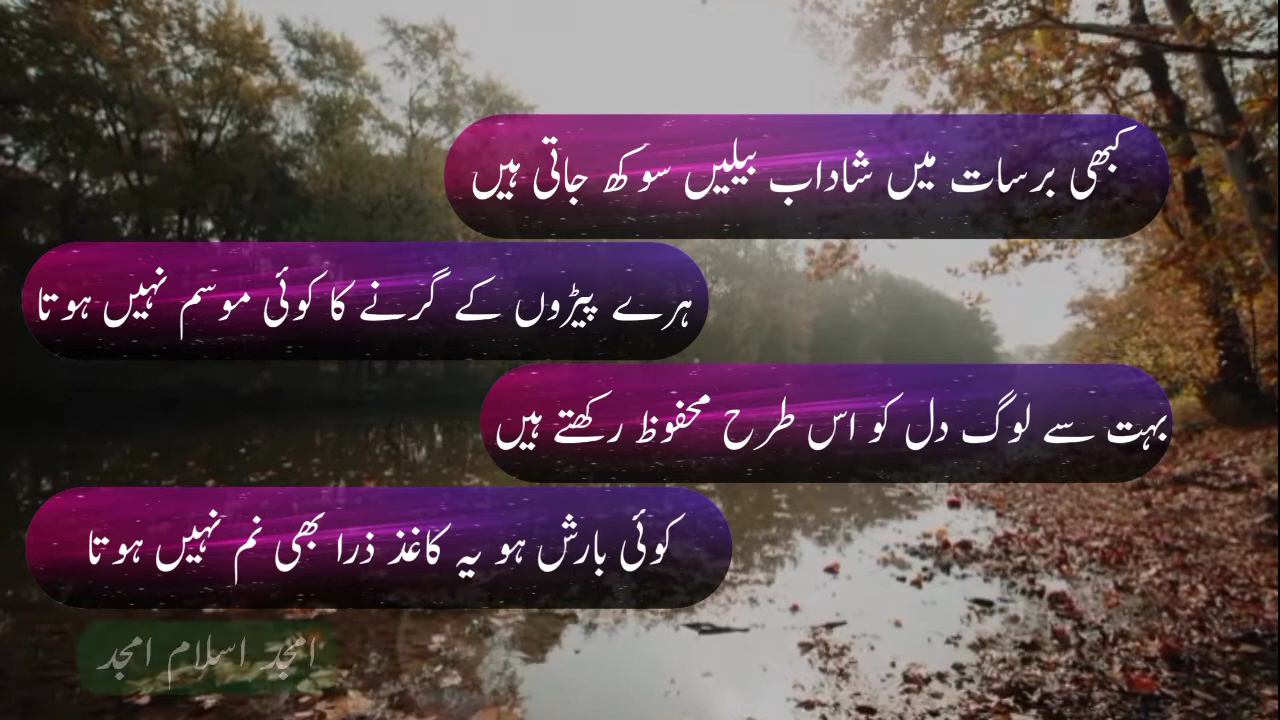 کبھی برسات میں شاداب بیلیں سوکھ جاتی ہیں
ہرے پیڑوں کے گرنے کا کوئی موسم نہیں ہوتا
بہت سے لوگ دل کو اس طرح محفوظ رکھتے ہیں
کوئی بارش ہو یہ کاغذ ذرا بھی نم نہیں ہوتا
امجد اسلام امجد